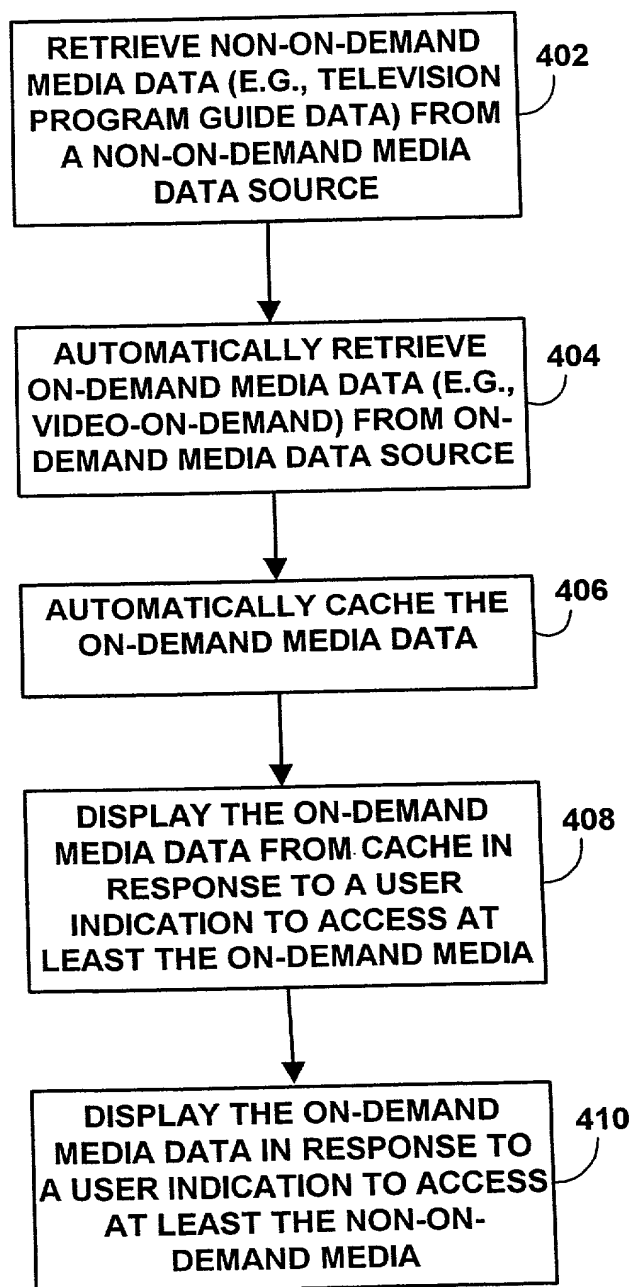 RETRIEVE NON-ON-DEMAND
MEDIA DATA (E.G., TELEVISION
PROGRAM GUIDE DATA) FROM
A NON-ON-DEMAND MEDIA
DATA SOURCE
402
AUTOMATICALLY RETRIEVE
ON-DEMAND MEDIA DATA (E.G.,
VIDEO-ON-DEMAND) FROM ON-
DEMAND MEDIA DATA SOURCE
404
AUTOMATICALLY CACHE THE
ON-DEMAND MEDIA DATA
406
DISPLAY THE ON-DEMAND
MEDIA DATA FROM CACHE IN
RESPONSE TO A USER
INDICATION TO ACCESS AT
LEAST THE ON-DEMAND MEDIA
408
DISPLAY THE ON-DEMAND
MEDIA DATA IN RESPONSE TO
A USER INDICATION TO ACCESS
AT LEAST THE NON-ON-
DEMAND MEDIA
410